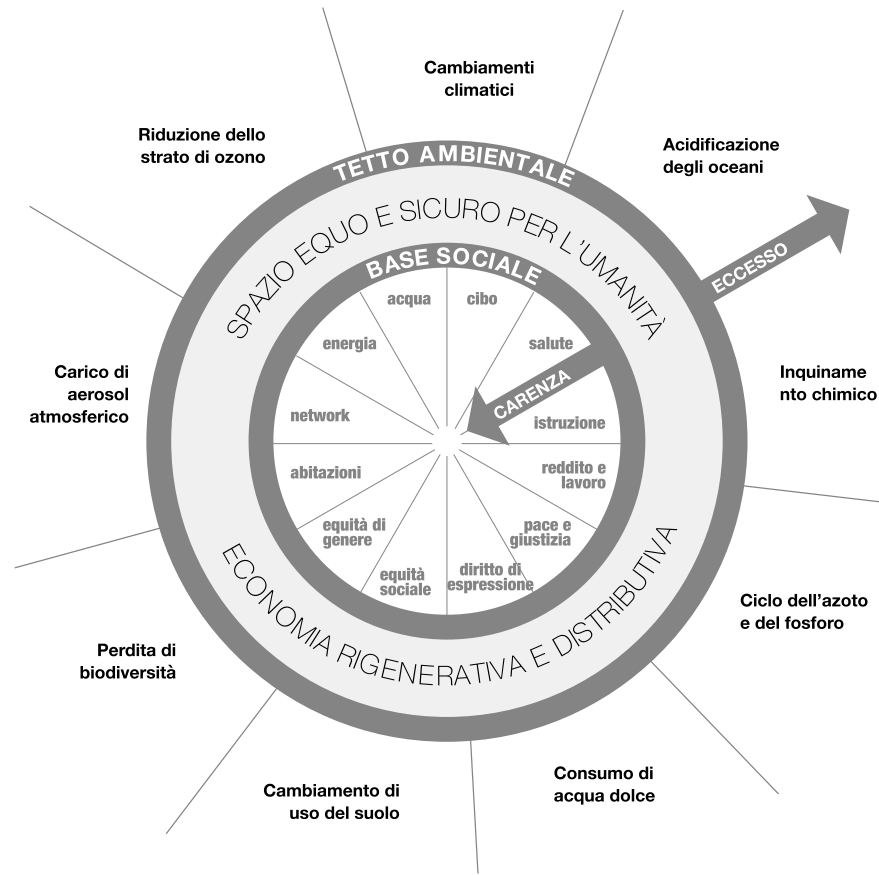 Cambiamenti
climatici
Riduzione dello
strato di ozono
Acidificazione
degli oceani
TETTO AMBIENTALE
SPAZIO EQUO E SICURO PER L'UMANITÀ
BASE SOCIALE
ECCESSO
acqua
cibo
energia
salute
CARENZA
Carico di
aerosol
atmosferico
Inquiname
nto chimico
network
istruzione
abitazioni
reddito e
lavoro
equità di
genere
pace e
giustizia
equità
sociale
diritto di
espressione
ECONOMIA RIGENERATIVA E DISTRIBUTIVA
Ciclo dell'azoto
e del fosforo
Perdita di
biodiversità
Cambiamento di
uso del suolo
Consumo di
acqua dolce